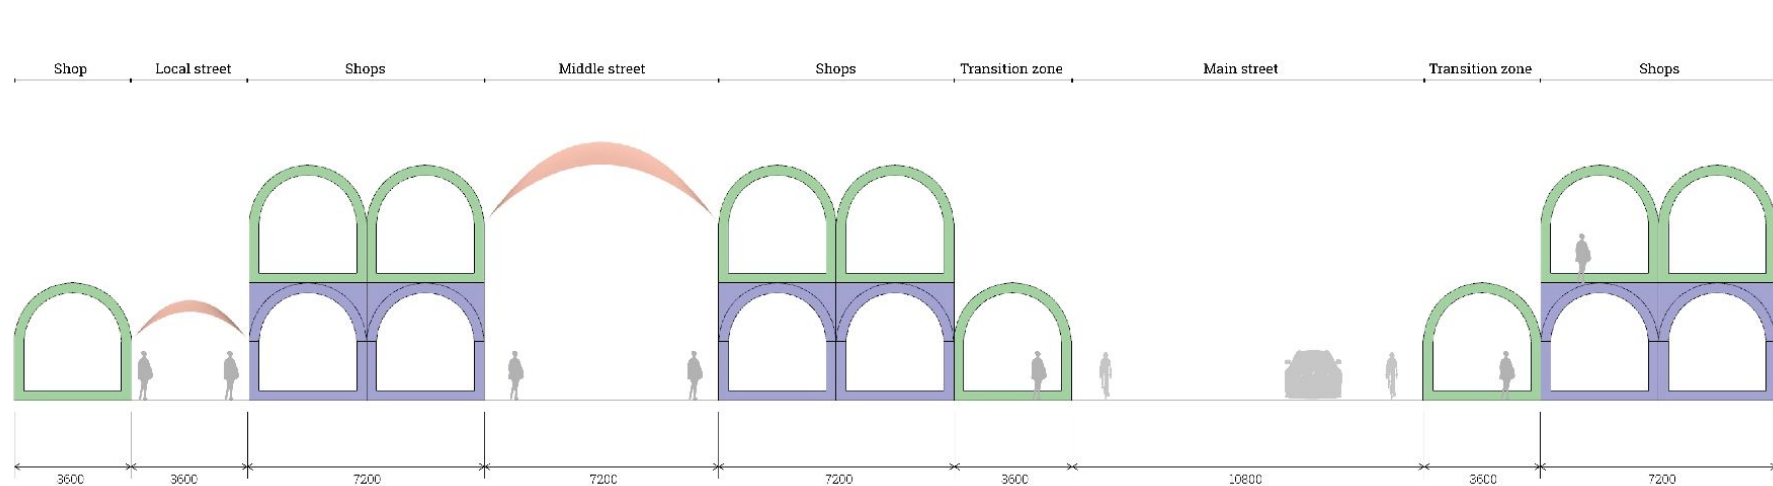 Shop Local street Shops Middle street Shops Transition zone Main street Transition zone Shops
3600 3600 7200 7200 7200 3600 10800 3600 7200